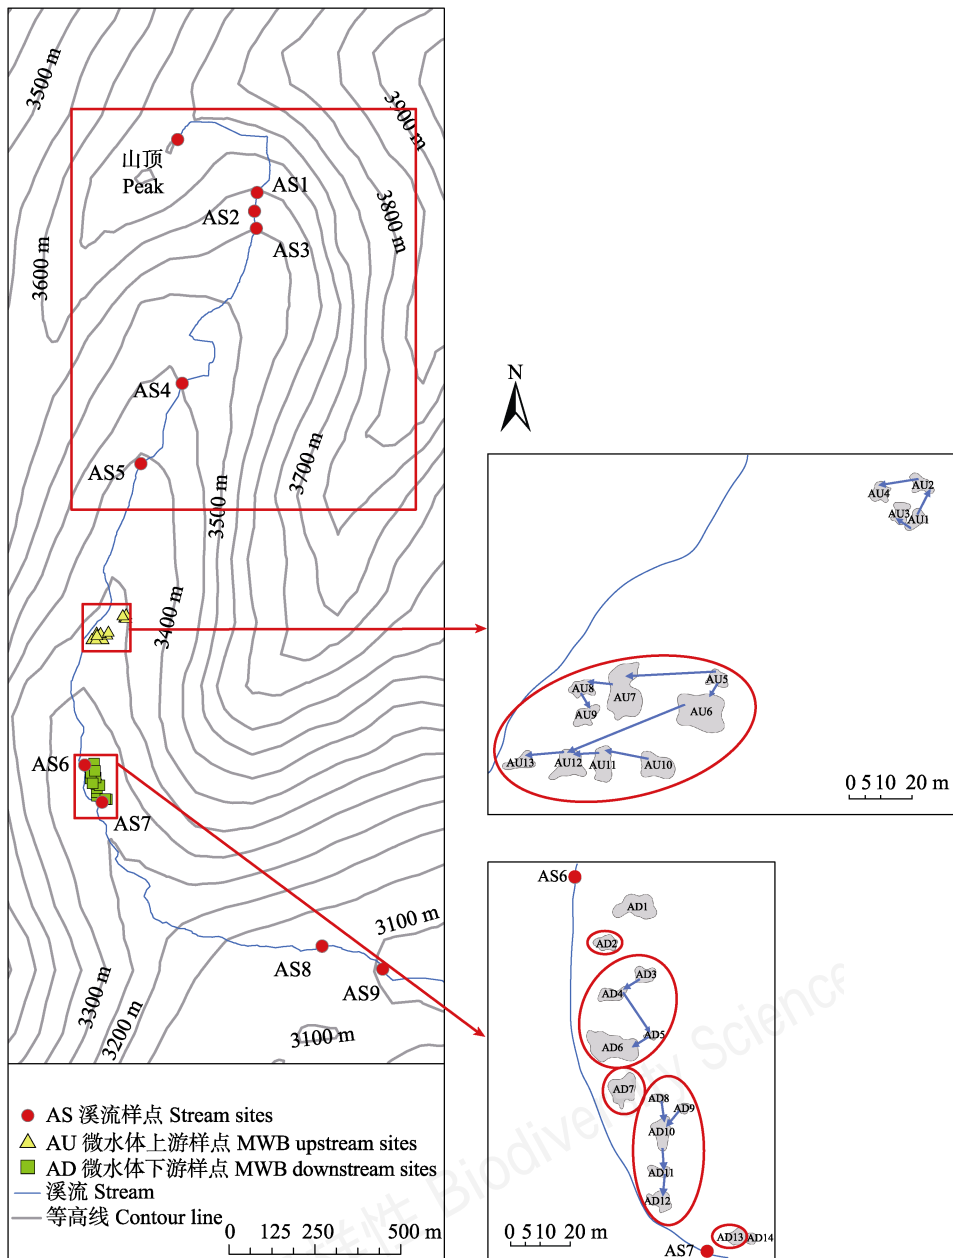 3500 m
3900 m
山顶
Peak
AS1
AS2
AS3
3800 m
3600 m
AS4
AS5
3700 m
3500 m
3400 m
AS6
AS7
AS8
AS9
3100 m
3300 m
3200 m
3100 m
AS 溪流样点 Stream sites
AU 微水体上游样点 MWB upstream sites
AD 微水体下游样点 MWB downstream sites
溪流 Stream
等高线 Contour line
0 125 250 500 m
N
AU2
AU4
AU3
AU1
AU5
AU8
AU7
AU9
AU6
AU13
AU12
AU11
AU10
0 5 10 20 m
AS6
AD1
AD2
AD3
AD4
AD5
AD6
AD7
AD8
AD9
AD10
AD11
AD12
AD13
AD14
AS7
0 5 10 20 m
样性 Biodiversity Science